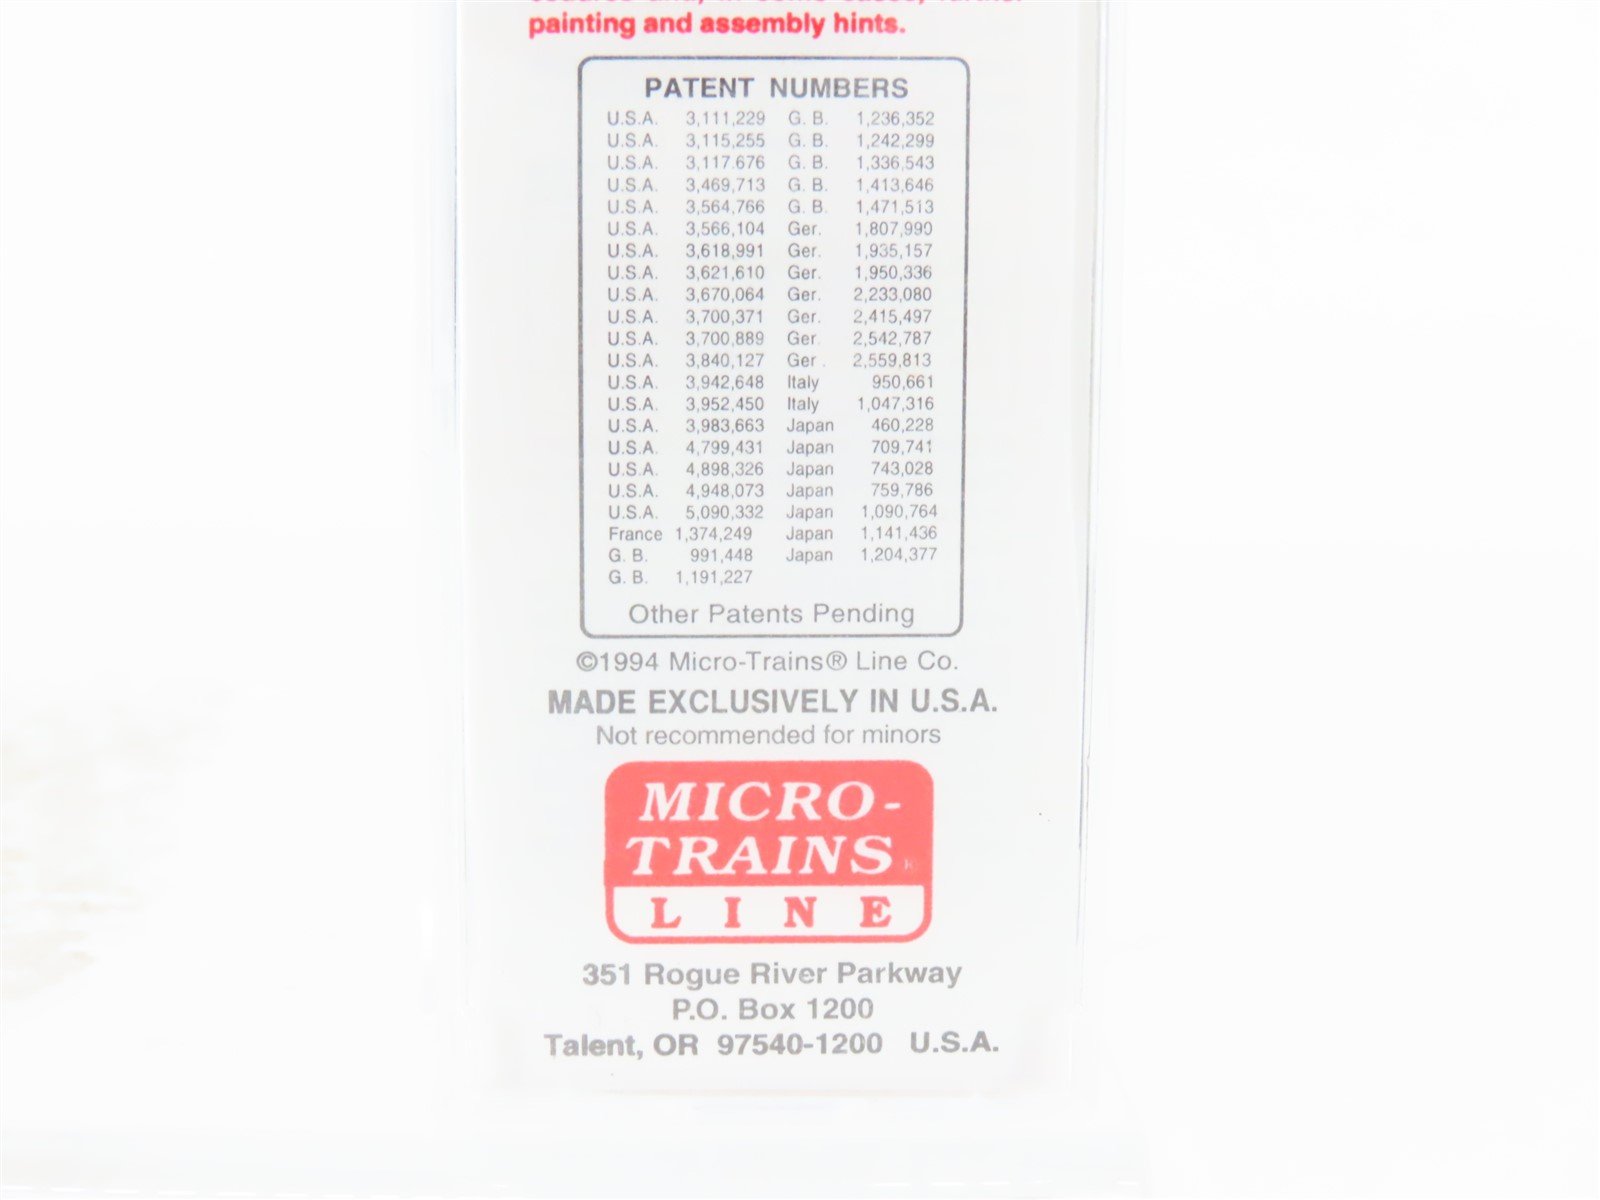 painting and assembly hints.
PATENT NUMBERS
U.S.A. 3,111,229 G. B. 1,236,352
U.S.A. 3,115,255 G. B. 1,242,299
U.S.A. 3,117.676 G. B. 1,336,543
U.S.A. 3,469,713 G. B. 1,413,646
U.S.A. 3,564,766 G. B. 1,471,513
U.S.A. 3,566,104 Ger. 1,807,990
U.S.A. 3,618,991 Ger. 1,935,157
U.S.A. 3,621,610 Ger. 1,950,336
U.S.A. 3,670,064 Ger. 2,233,080
U.S.A. 3,700,371 Ger. 2,415,497
U.S.A. 3,700,889 Ger. 2,542,787
U.S.A. 3,840,127 Ger . 2,559,813
U.S.A. 3,942,648 Italy 950,661
U.S.A. 3,952,450 Italy 1,047,316
U.S.A. 3,983,663 Japan 460,228
U.S.A. 4,799,431 Japan 709,741
U.S.A. 4,898,326 Japan 743,028
U.S.A. 4,948,073 Japan 759,786
U.S.A. 5,090,332 Japan 1,090,764
France 1,374,249 Japan 1,141,436
G. B. 991,448 Japan 1,204,377
G. B. 1,191,227
Other Patents Pending
©1994 Micro-Trains® Line Co.
MADE EXCLUSIVELY IN U.S.A.
Not recommended for minors
MICRO-
TRAINS®
LINE
351 Rogue River Parkway
P.O. Box 1200
Talent, OR 97540-1200 U.S.A.